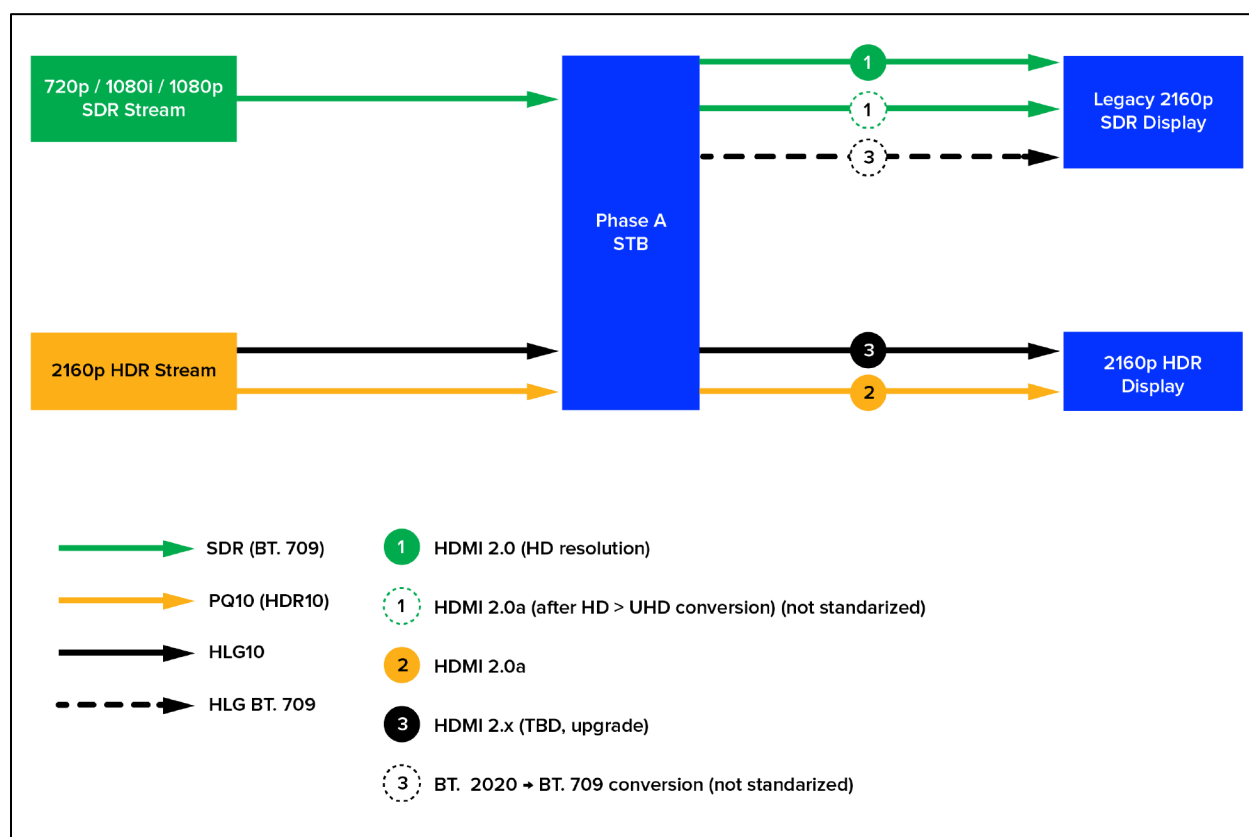 720p / 1080i / 1080p
SDR Stream
1
1
3
Legacy 2160p
SDR Display
Phase A
STB
2160p HDR Stream
3
2
2160p HDR
Display
SDR (BT. 709)
PQ10 (HDR10)
HLG10
HLG BT. 709
1 HDMI 2.0 (HD resolution)
1 HDMI 2.0a (after HD > UHD conversion) (not standarized)
2 HDMI 2.0a
3 HDMI 2.x (TBD, upgrade)
3 BT. 2020 → BT. 709 conversion (not standarized)